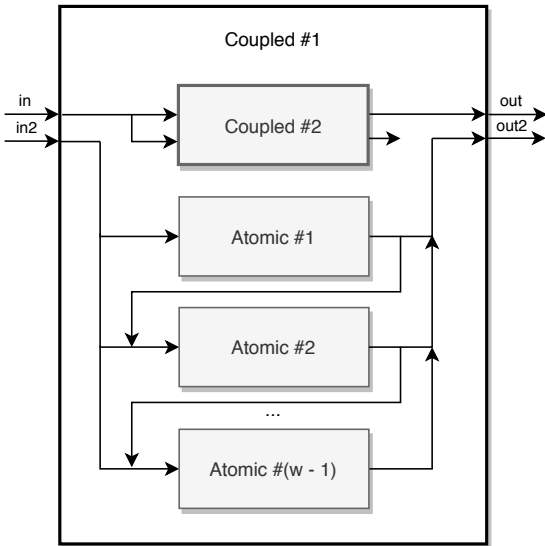 Coupled #1
in
out
in2
out2
Coupled #2
Atomic #1
Atomic #2
...
Atomic #(w - 1)